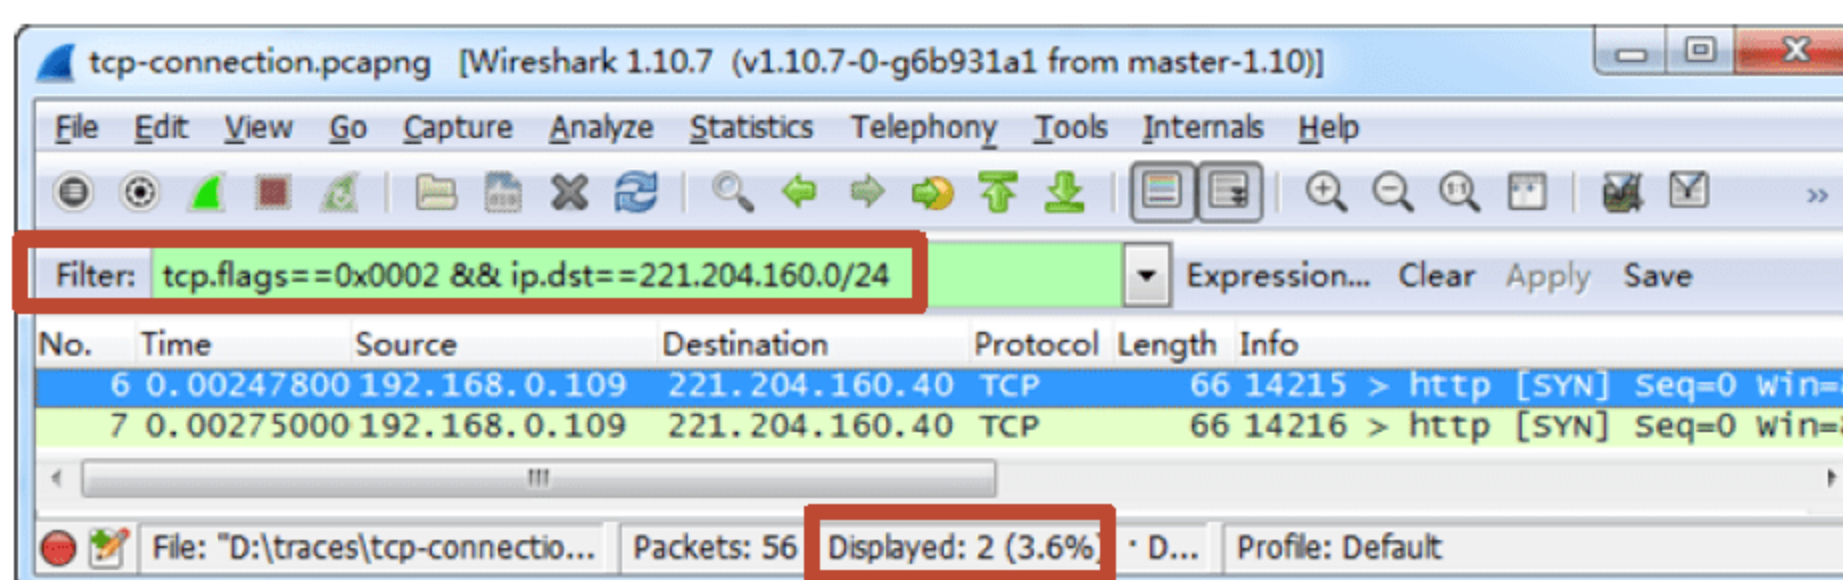 tcp-connection.pcapng [Wireshark 1.10.7 (v1.10.7-0-g6b931a1 from master-1.10)]
File Edit View Go Capture Analyze Statistics Telephony Tools Internals Help
Filter: tcp.flags==0x0002 && ip.dst==221.204.160.0/24 Expression... Clear Apply Save
No. Time Source Destination Protocol Length Info
6 0.00247800 192.168.0.109 221.204.160.40 TCP 66 14215 > http [SYN] Seq=0 Win=
7 0.00275000 192.168.0.109 221.204.160.40 TCP 66 14216 > http [SYN] Seq=0 Win=
File: "D:\traces\tcp-connectio... Packets: 56 Displayed: 2 (3.6%) · D... Profile: Default